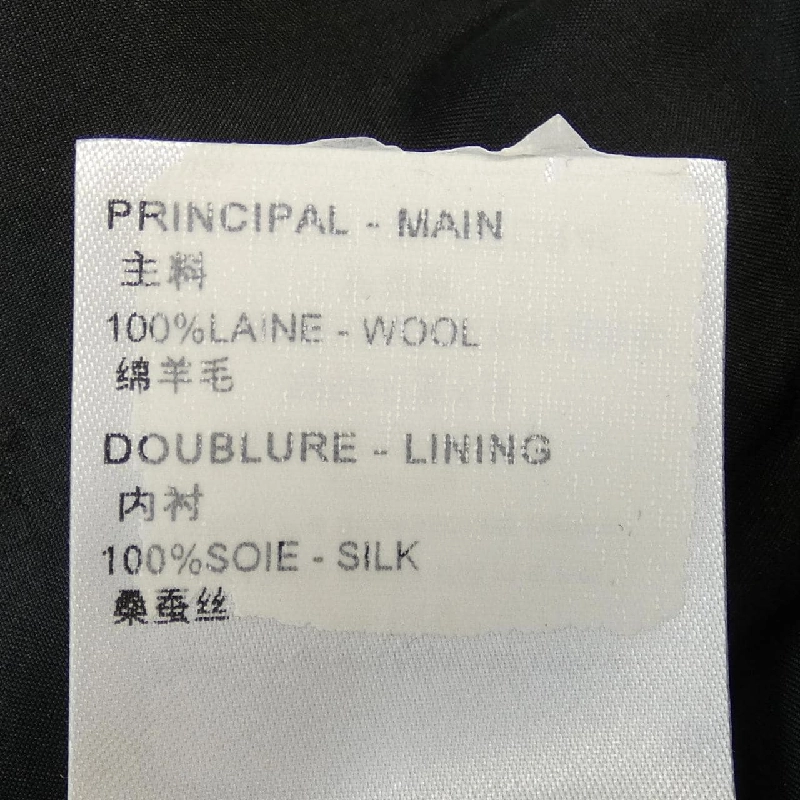 PRINCIPAL - MAIN
主料
100%LAINE - WOOL
绵羊毛
DOUBLURE - LINING
内衬
100%SOIE - SILK
桑蚕丝